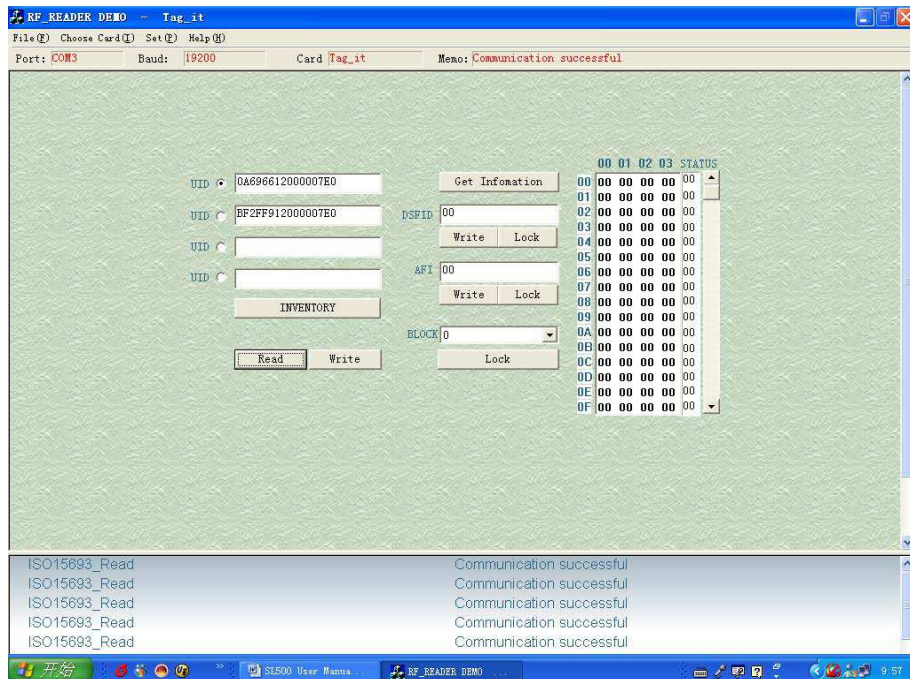 RF_READER DEMO - Tag_it
File(F) Choose Card(I) Set(P) Help(H)
Port: COM3 Baud: 19200 Card Tag_it Memo: Communication successful
00 01 02 03 STATUS
UID 0A696612000007E0 Get Infomation 00 00 00 00 00 00
01 00 00 00 00 00
UID BF2FF912000007E0 DSFID 00 02 00 00 00 00 00
03 00 00 00 00 00
Write Lock 04 00 00 00 00 00
UID 05 00 00 00 00 00
UID AFI 00 06 00 00 00 00 00
07 00 00 00 00 00
INVENTORY Write Lock 08 00 00 00 00 00
09 00 00 00 00 00
BLOCK 0 0A 00 00 00 00 00
0B 00 00 00 00 00
Read Write Lock 0C 00 00 00 00 00
0D 00 00 00 00 00
0E 00 00 00 00 00
0F 00 00 00 00 00
ISO15693_Read Communication successful
ISO15693_Read Communication successful
ISO15693_Read Communication successful
ISO15693_Read Communication successful
ISO15693_Read Communication successful
开始 SL500 User Manua... RF_READER DEMO ... 9:57